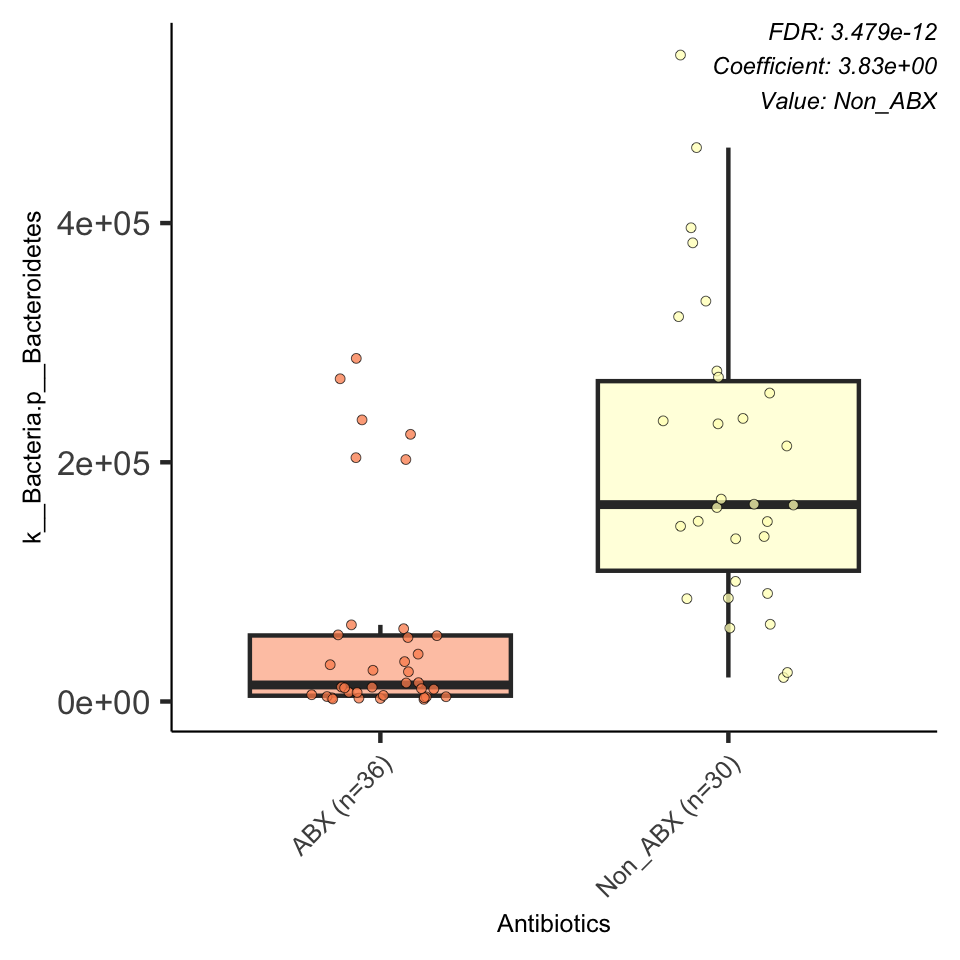 FDR: 3.479e-12
Coefficient: 3.83e+00
Value: Non_ABX
k__Bacteria.p__Bacteroidetes
4e+05
2e+05
0e+00
ABX (n=36)
Non_ABX (n=30)
Antibiotics